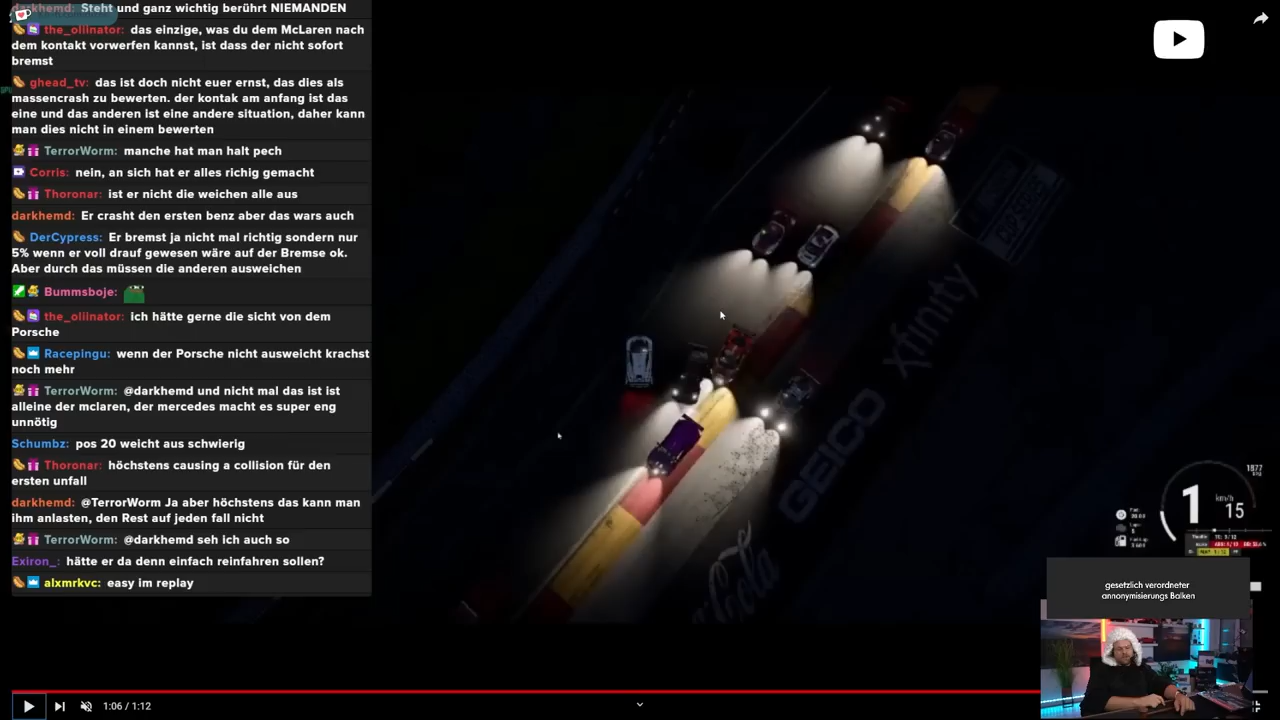 darkhemd: Steht und ganz wichtig berührt NIEMANDEN
the_oliinator: das einzige, was du dem McLaren nach
dem kontakt vorwerfen kannst, ist dass der nicht sofort
bremst
ghead_tv: das ist doch nicht euer ernst, das dies als
massencrash zu bewerten. der kontak am anfang ist das
eine und das anderen ist eine andere situation, daher kann
man dies nicht in einem bewerten
TerrorWorm: manche hat man halt pech
Corris: nein, an sich hat er alles richig gemacht
Thoronar: ist er nicht die weichen alle aus
darkhemd: Er crasht den ersten benz aber das wars auch
DerCypress: Er bremst ja nicht mal richtig sondern nur
5% wenn er voll drauf gewesen wäre auf der Bremse ok.
Aber durch das müssen die anderen ausweichen
Bummsboje:
the_oliinator: ich hätte gerne die sicht von dem
Porsche
Racepingu: wenn der Porsche nicht ausweicht krachst
noch mehr
TerrorWorm: @darkhemd und nicht mal das ist ist
alleine der mclaren, der mercedes macht es super eng
unnötig
Schumbz: pos 20 weicht aus schwierig
Thoronar: höchstens causing a collision für den
ersten unfall
darkhemd: @TerrorWorm Ja aber höchstens das kann man
ihm anlasten, den Rest auf jeden fall nicht
TerrorWorm: @darkhemd seh ich auch so
Exiron_: hätte er da denn einfach reinfahren sollen?
alxmrkvc: easy im replay
xfinity
GEICO
Coca-Cola
1877
1
km/h
15
gesetzlich verordneter
annonymisierungs Balken
1:06 / 1:12